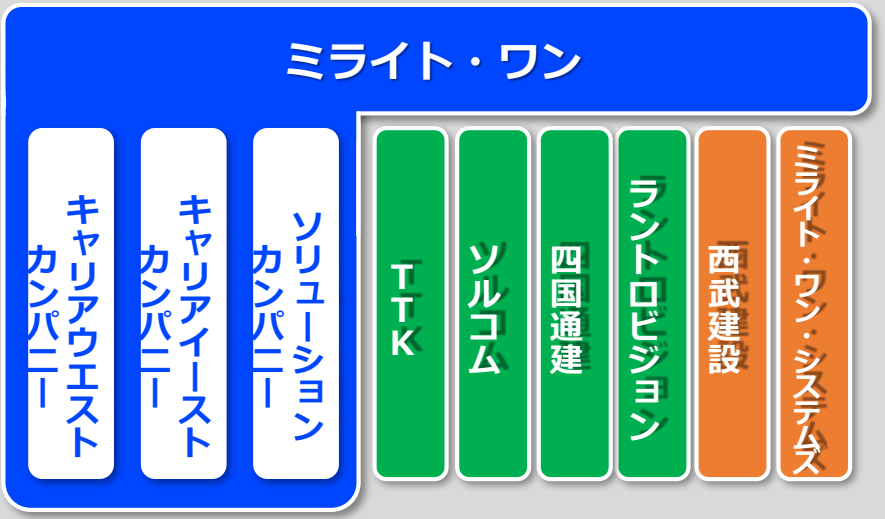 ミライト・ワン
キャリアウエスト
カンパニー
キャリアイースト
カンパニー
ソリューション
カンパニー
TTK
ソルコム
四国通建
ラントロビジョン
西武建設
ミライト・ワン・システムズ